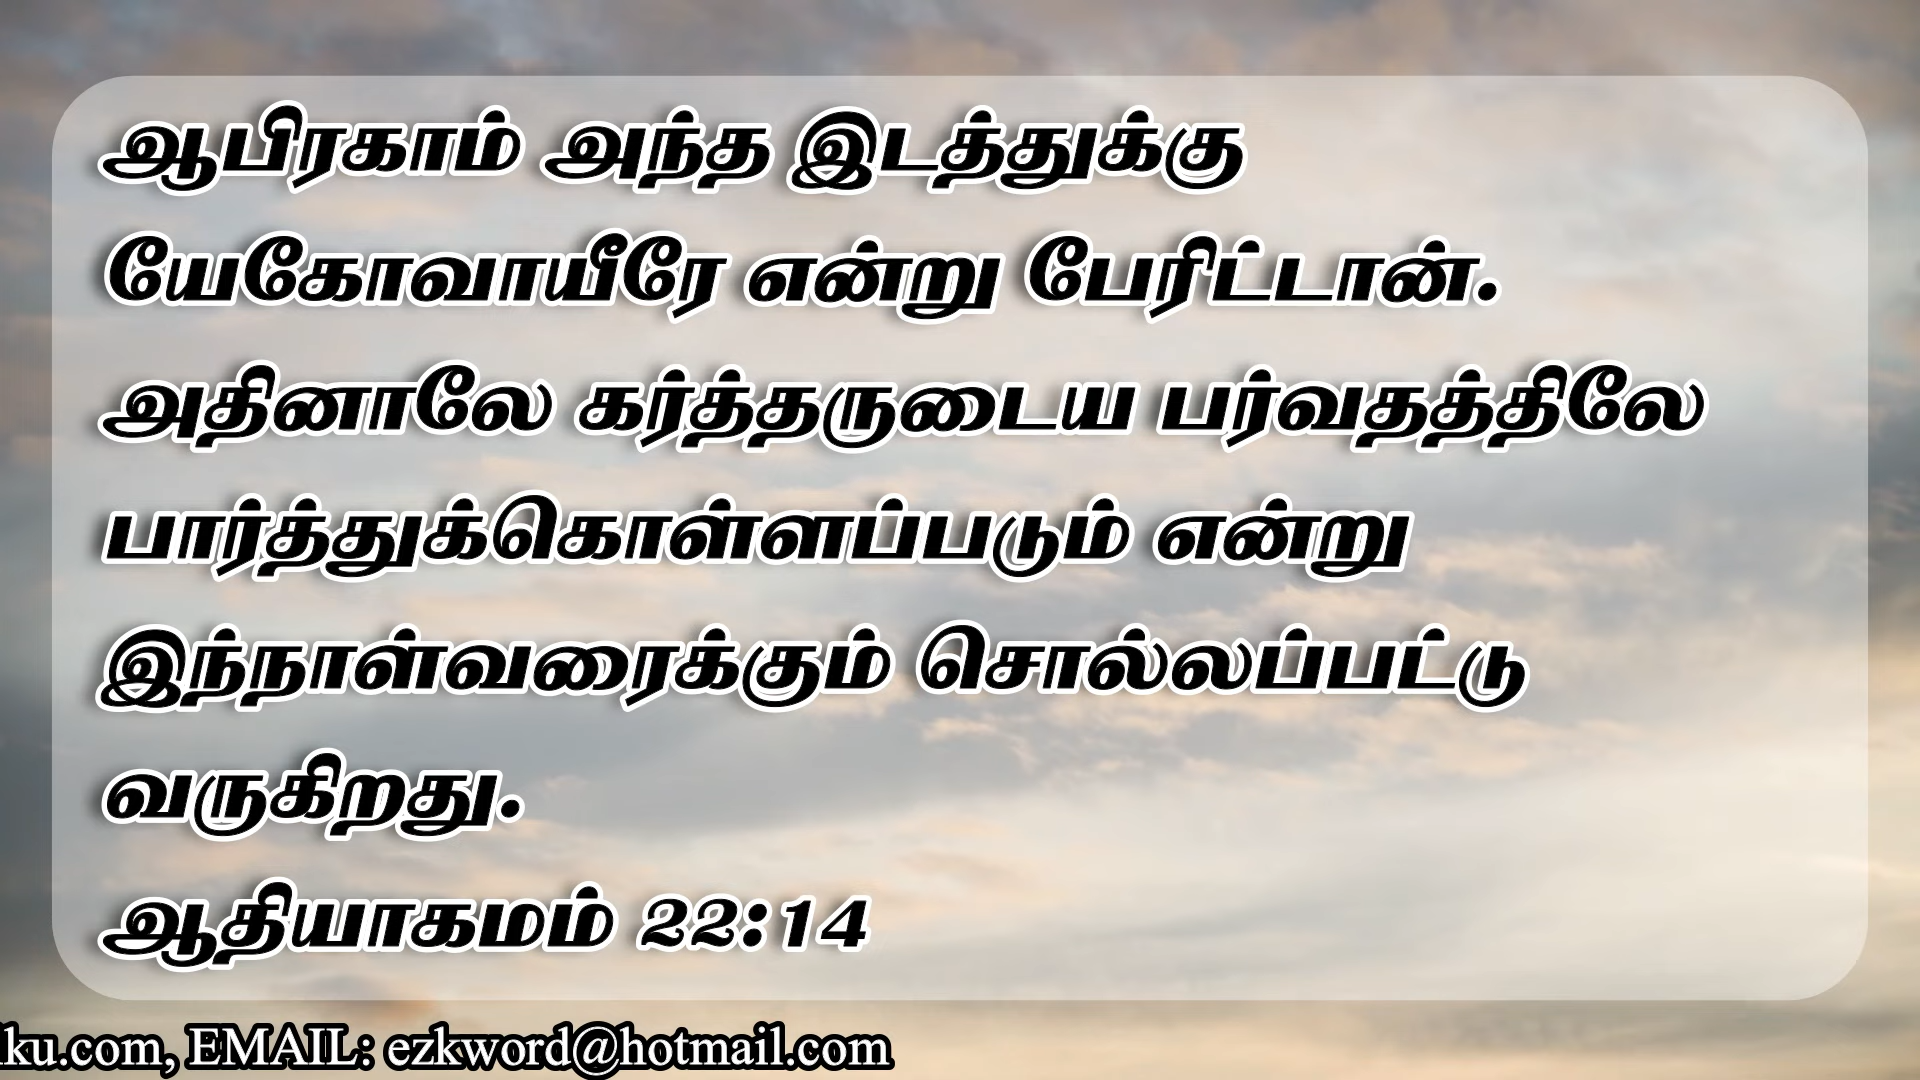 ஆபிரகாம் அந்த இடத்துக்கு
யேகோவாயீரே என்று பேரிட்டான்.
அதினாலே கர்த்தருடைய பர்வதத்திலே
பார்த்துக்கொள்ளப்படும் என்று
இந்நாள்வரைக்கும் சொல்லப்பட்டு
வருகிறது.
ஆதியாகமம் 22:14
ku.com, EMAIL: ezkword@hotmail.com